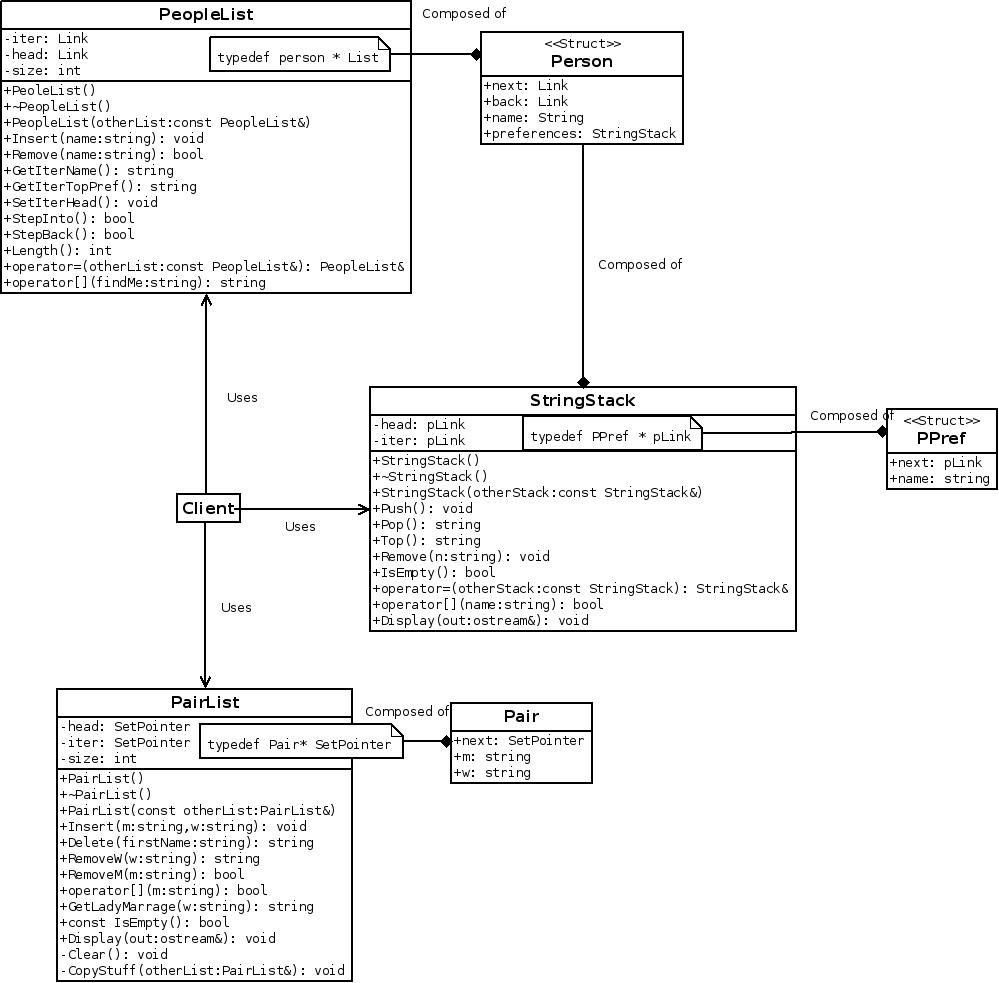 PeopleList
-iter: Link
-head: Link
-size: int
typedef person * List
+PeoleList()
+~PeopleList()
+PeopleList(otherList:const PeopleList&)
+Insert(name:string): void
+Remove(name:string): bool
+GetIterName(): string
+GetIterTopPref(): string
+SetIterHead(): void
+StepInto(): bool
+StepBack(): bool
+Length(): int
+operator=(otherList:const PeopleList&): PeopleList&
+operator[](findMe:string): string
Composed of
<<Struct>>
Person
+next: Link
+back: Link
+name: String
+preferences: StringStack
Composed of
Uses
StringStack
-head: pLink
-iter: pLink
typedef PPref * pLink
+StringStack()
+~StringStack()
+StringStack(otherStack:const StringStack&)
+Push(): void
+Pop(): string
+Top(): string
+Remove(n:string): void
+IsEmpty(): bool
+operator=(otherStack:const StringStack): StringStack&
+operator[](name:string): bool
+Display(out:ostream&): void
Composed of
<<Struct>>
PPref
+next: pLink
+name: string
Client
Uses
Uses
PairList
-head: SetPointer
-iter: SetPointer
-size: int
typedef Pair* SetPointer
+PairList()
+~PairList()
+PairList(const otherList:PairList&)
+Insert(m:string,w:string): void
+Delete(firstName:string): string
+RemoveW(w:string): string
+RemoveM(m:string): bool
+operator[](m:string): bool
+GetLadyMarrage(w:string): string
+const IsEmpty(): bool
+Display(out:ostream&): void
-Clear(): void
-CopyStuff(otherList:PairList&): void
Composed of
Pair
+next: SetPointer
+m: string
+w: string